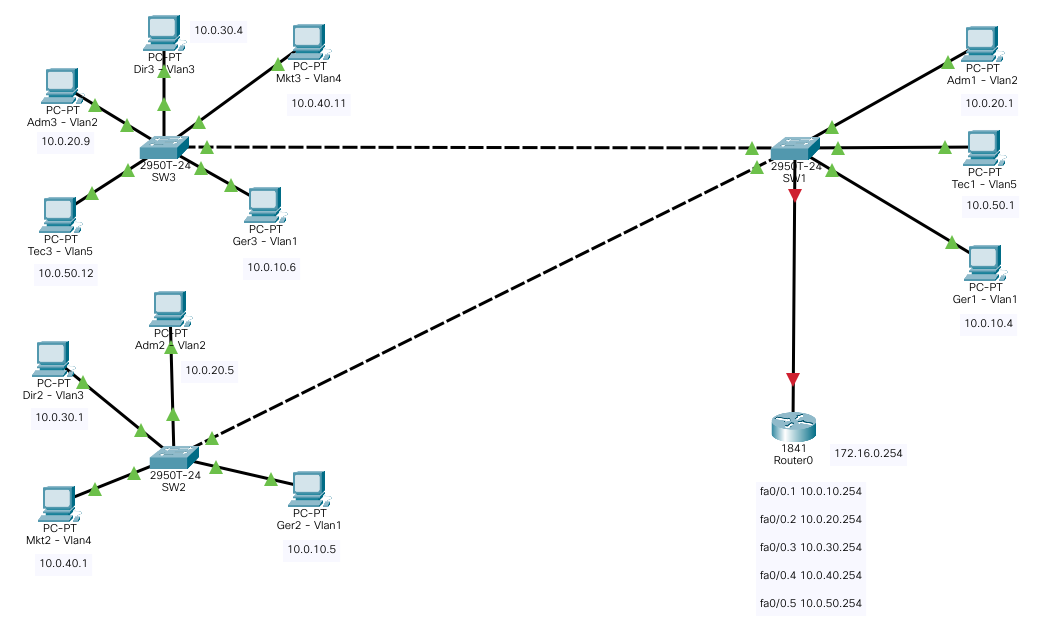 PC-PT
Dir3 - Vlan3
10.0.30.4
PC-PT
Mkt3 - Vlan4
10.0.40.11
PC-PT
Adm3 - Vlan2
10.0.20.9
2950T-24
SW3
PC-PT
Tec3 - Vlan5
10.0.50.12
PC-PT
Ger3 - Vlan1
10.0.10.6
PC-PT
Adm1 - Vlan2
10.0.20.1
2950T-24
SW1
PC-PT
Tec1 - Vlan5
10.0.50.1
PC-PT
Ger1 - Vlan1
10.0.10.4
PC-PT
Adm2 - Vlan2
10.0.20.5
PC-PT
Dir2 - Vlan3
10.0.30.1
2950T-24
SW2
PC-PT
Mkt2 - Vlan4
10.0.40.1
PC-PT
Ger2 - Vlan1
10.0.10.5
1841
Router0
172.16.0.254
fa0/0.1 10.0.10.254
fa0/0.2 10.0.20.254
fa0/0.3 10.0.30.254
fa0/0.4 10.0.40.254
fa0/0.5 10.0.50.254